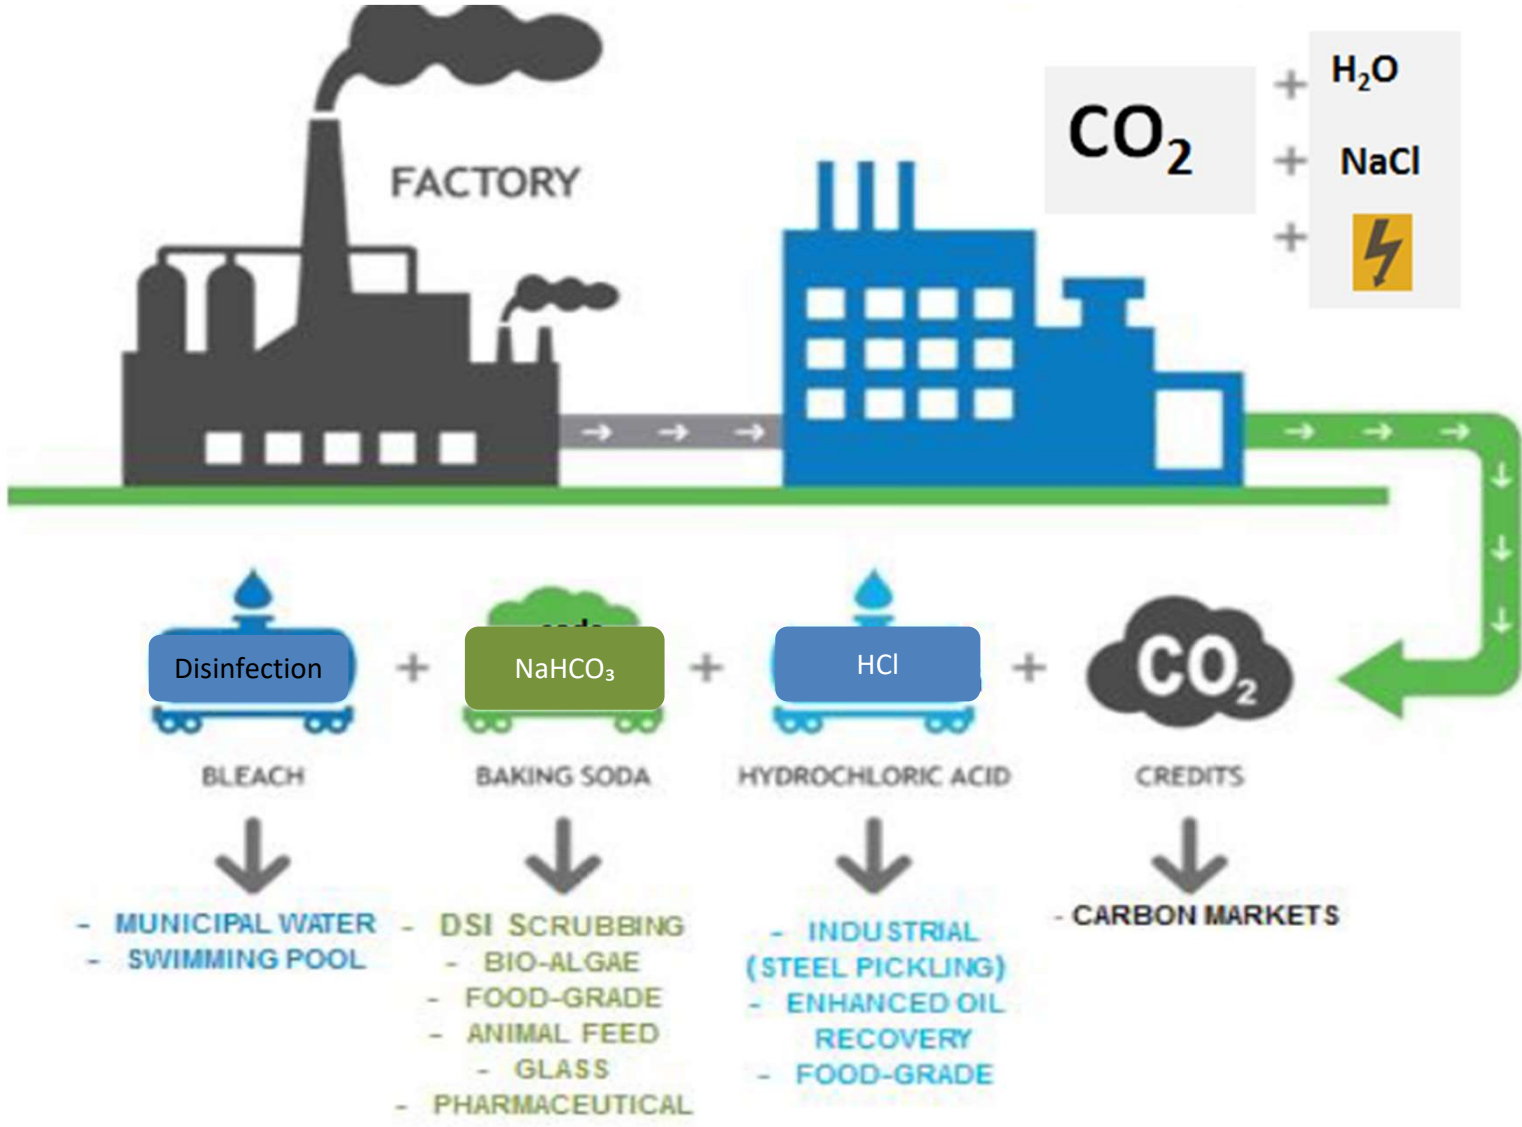 FACTORY
CO₂
+ H₂O
+ NaCl
+
Disinfection + NaHCO₃ + HCl + CO₂
BLEACH BAKING SODA HYDROCHLORIC ACID CREDITS
- MUNICIPAL WATER
- SWIMMING POOL
- DSI SCRUBBING
- BIO-ALGAE
- FOOD-GRADE
- ANIMAL FEED
- GLASS
- PHARMACEUTICAL
- INDUSTRIAL
(STEEL PICKLING)
- ENHANCED OIL
RECOVERY
- FOOD-GRADE
- CARBON MARKETS